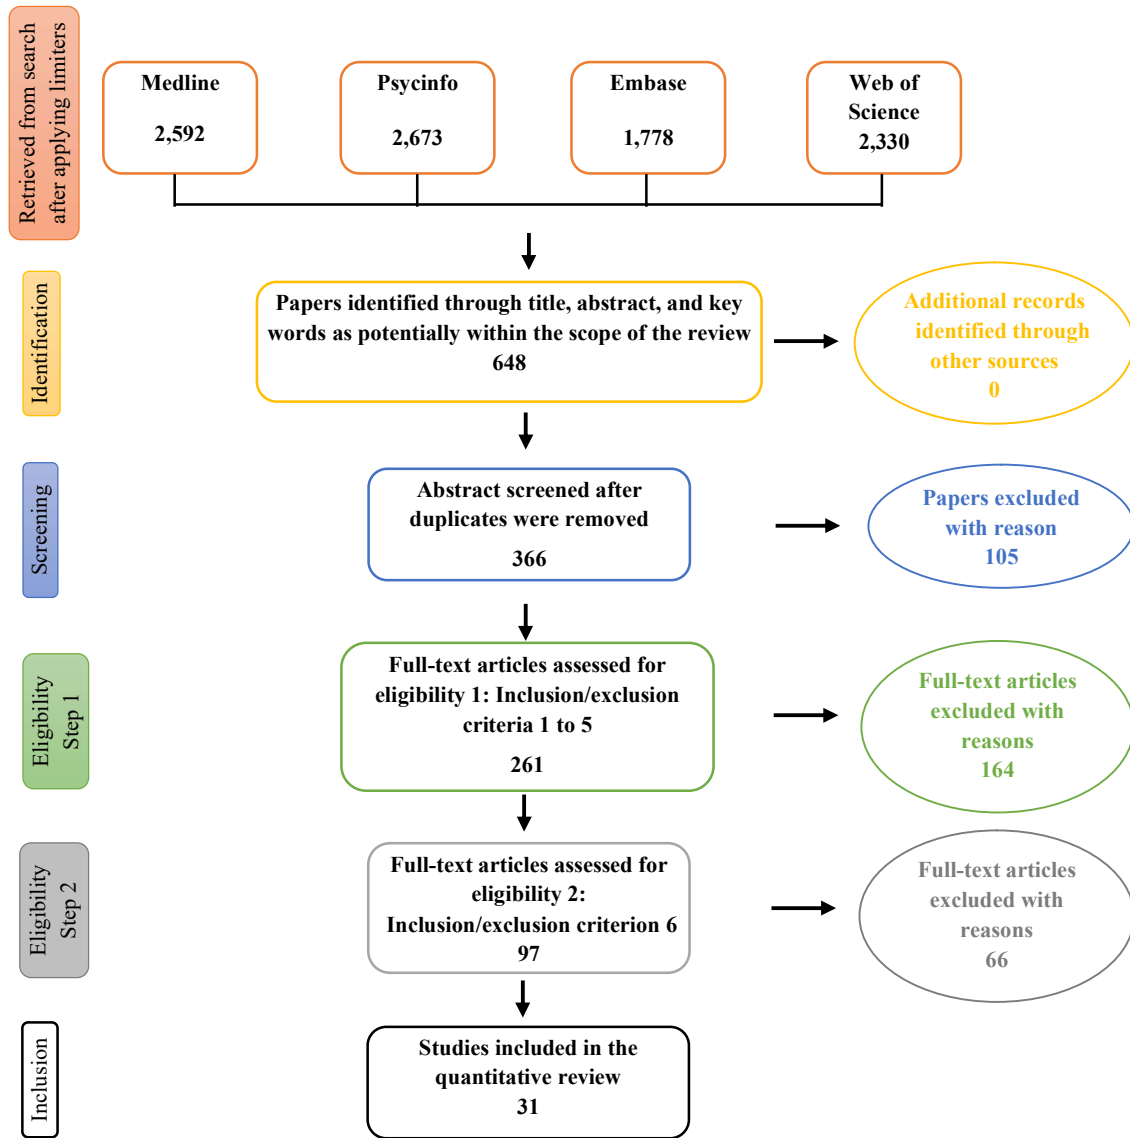 Retrieved from search
after applying limiters
Medline
2,592
Psycinfo
2,673
Embase
1,778
Web of
Science
2,330
Identification
Papers identified through title, abstract, and key
words as potentially within the scope of the review
648
Additional records
identified through
other sources
0
Screening
Abstract screened after
duplicates were removed
366
Papers excluded
with reason
105
Eligibility
Step 1
Full-text articles assessed for
eligibility 1: Inclusion/exclusion
criteria 1 to 5
261
Full-text articles
excluded with
reasons
164
Eligibility
Step 2
Full-text articles assessed for
eligibility 2:
Inclusion/exclusion criterion 6
97
Full-text articles
excluded with
reasons
66
Inclusion
Studies included in the
quantitative review
31